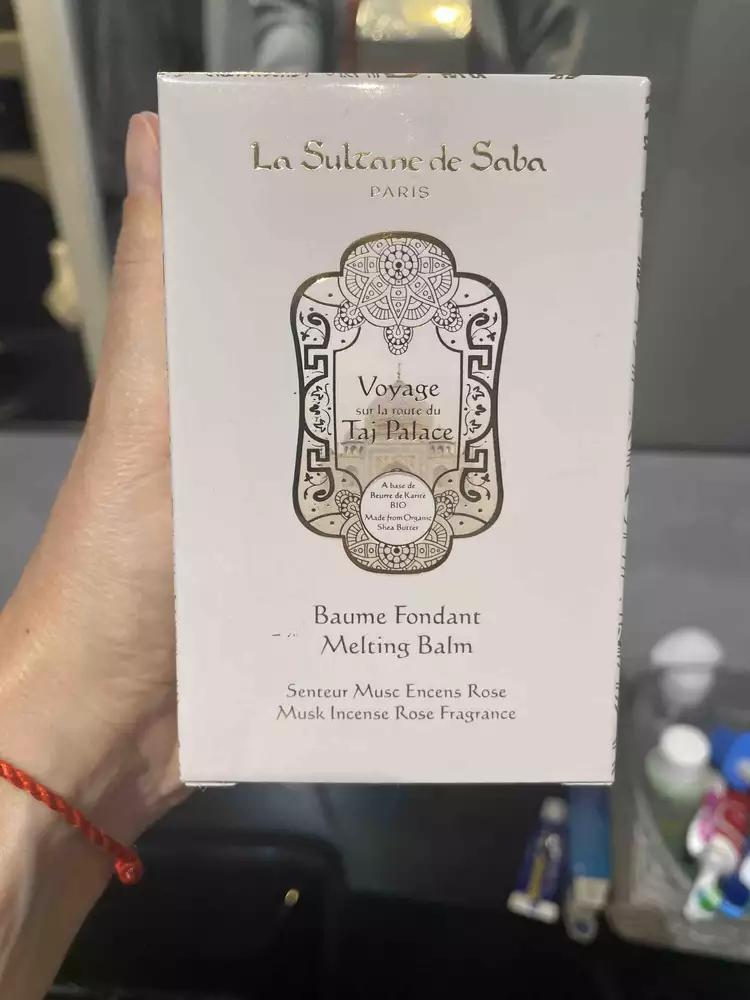 La Sultane de Saba
PARIS
Voyage
sur la route du
Taj Palace
A base de
Beurre de Karité
BIO
Made from Organic
Shea Butter
Baume Fondant
Melting Balm
Senteur Musc Encens Rose
Musk Incense Rose Fragrance